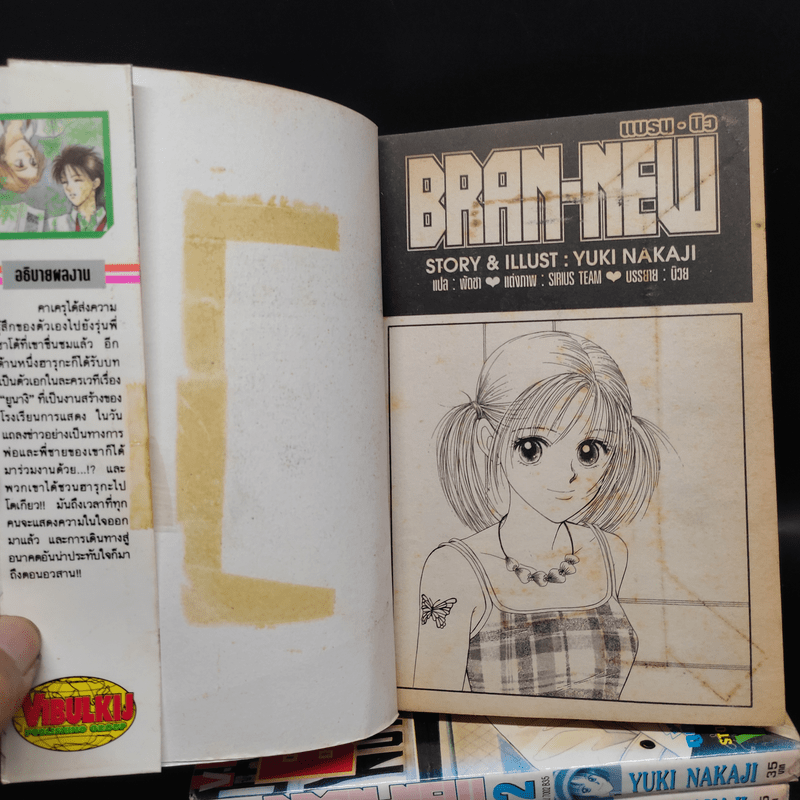 อธิบายผลงาน
คาเครุได้ส่งความ
สึกของตัวเองไปยังรุ่นพี่
าโต้ที่เขาชื่นชมแล้ว อีก
ด้านหนึ่งฮารุกะก็ได้รับบท
เป็นตัวเอกในละครเวทีเรื่อง
"ยูนางิ" ที่เป็นงานสร้างของ
โรงเรียนการแสดง ในวัน
แถลงข่าวอย่างเป็นทางการ
พ่อและพี่ชายของเขาก็ได้
มาร่วมงานด้วย...!? และ
พวกเขาได้ชวนฮารุกะไป
โตเกียว!! มันถึงเวลาที่ทุก
คนจะแสดงความในใจออก
มาแล้ว และการเดินทางสู่
อนาคตอันน่าประทับใจก็มา
ถึงตอนอวสาน!!
VIBULKIJ
PUBLISHING GROUP
แบรน • นิว
BRAN-NEW
STORY & ILLUST : YUKI NAKAJI
แปล : พัดชา ❤ แต่งภาพ : SIRIUS TEAM ❤ บรรยาย : นิวย
2
YUKI NAKAJI
35